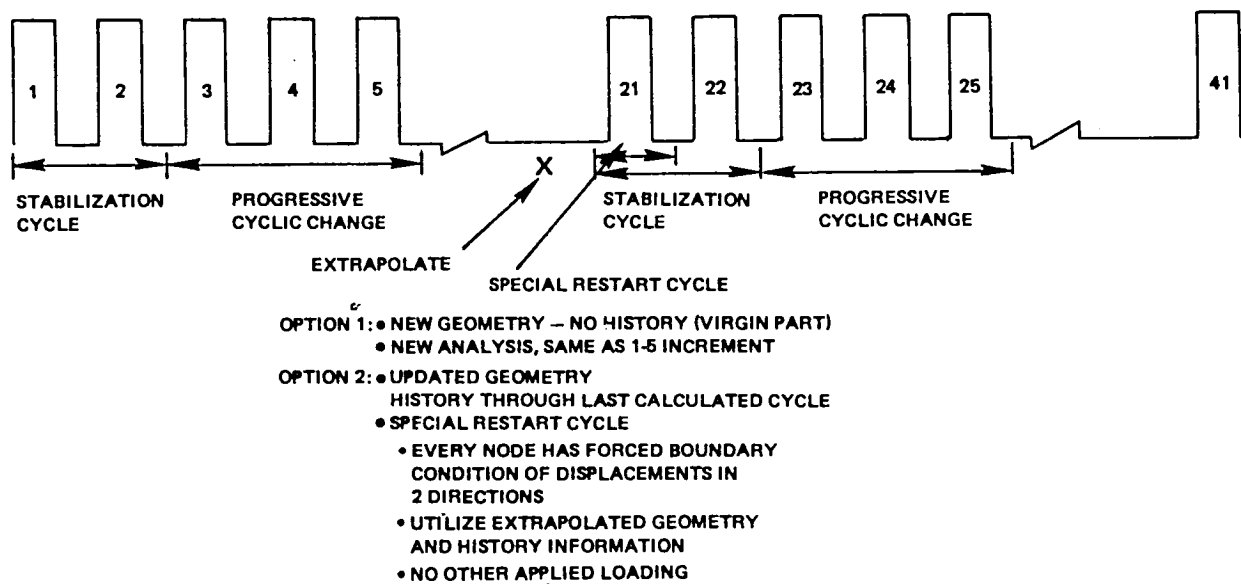 1 2 3 4 5 21 22 23 24 25 41
STABILIZATION CYCLE
PROGRESSIVE CYCLIC CHANGE
X
STABILIZATION CYCLE
PROGRESSIVE CYCLIC CHANGE
EXTRAPOLATE
SPECIAL RESTART CYCLE
OPTION 1: • NEW GEOMETRY – NO HISTORY (VIRGIN PART)
• NEW ANALYSIS, SAME AS 1-5 INCREMENT
OPTION 2: • UPDATED GEOMETRY
HISTORY THROUGH LAST CALCULATED CYCLE
• SPECIAL RESTART CYCLE
• EVERY NODE HAS FORCED BOUNDARY
CONDITION OF DISPLACEMENTS IN
2 DIRECTIONS
• UTILIZE EXTRAPOLATED GEOMETRY
AND HISTORY INFORMATION
• NO OTHER APPLIED LOADING